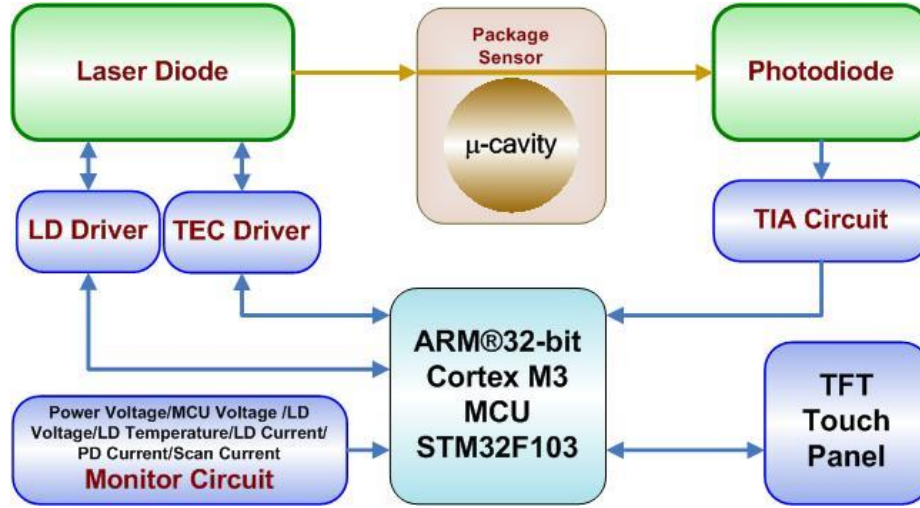 Laser Diode
Package
Sensor
μ-cavity
Photodiode
LD Driver
TEC Driver
TIA Circuit
ARM®32-bit
Cortex M3
MCU
STM32F103
Power Voltage/MCU Voltage /LD
Voltage/LD Temperature/LD Current/
PD Current/Scan Current
Monitor Circuit
TFT
Touch
Panel